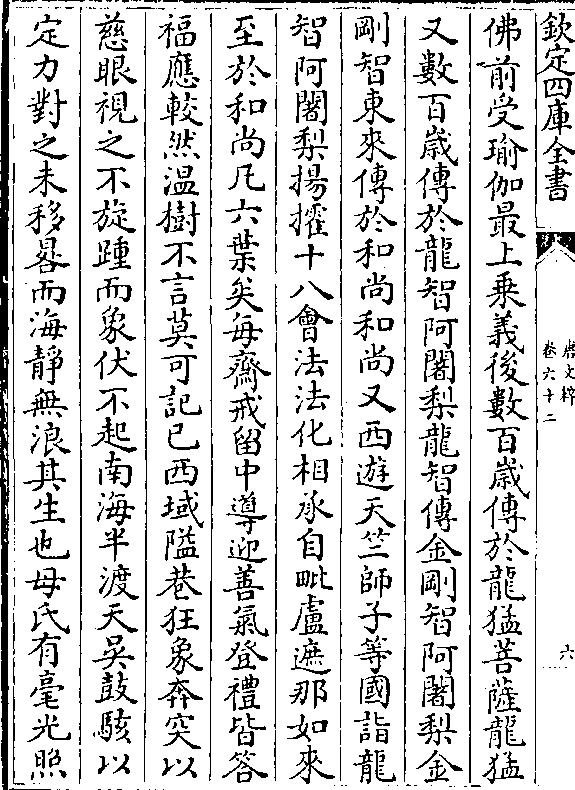 欽定四庫全書
唐文粹
卷六十二
六
佛前受瑜伽最上乘義後數百歲傳於龍猛菩薩龍猛
又數百歲傳於龍智阿闍梨龍智傳金剛智阿闍梨金
剛智東來傳於和尚和尚又西遊天竺師子等國詣龍
智阿闍梨揚攉十八會法法化相承自毗盧遮那如來
至於和尚凡六葉矣每齋戒留中導迎善氣登禮皆答
福應較然溫樹不言莫可記已西域隘巷狂象奔突以
慈眼視之不旋踵而象伏不起南海半渡天吳鼓駭以
定力對之未移晷而海靜無浪其生也母氏有毫光照